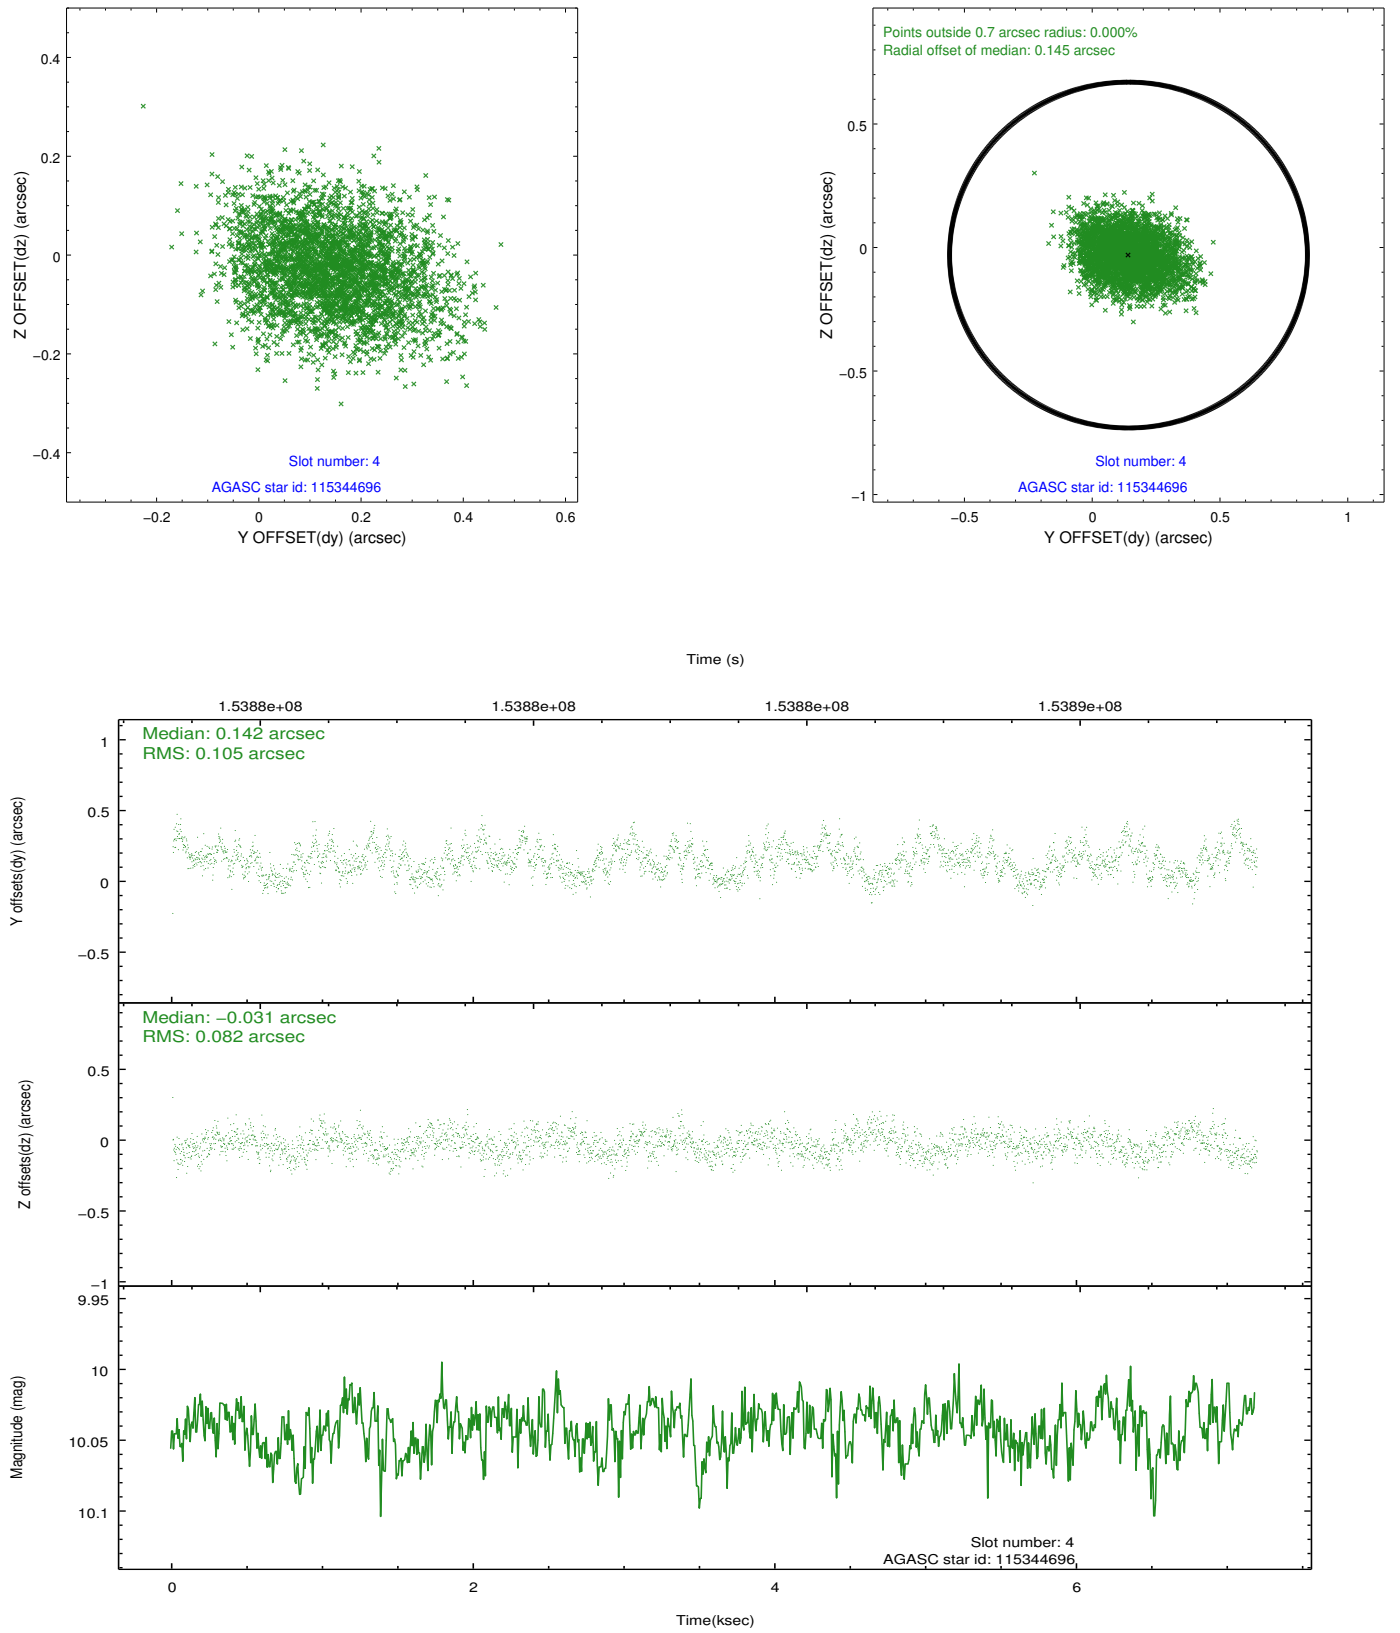 0.4
0.2
0
−0.2
−0.4
Z OFFSET(dz) (arcsec)
Slot number: 4
AGASC star id: 115344696
−0.2 0 0.2 0.4 0.6
Y OFFSET(dy) (arcsec)
Points outside 0.7 arcsec radius: 0.000%
Radial offset of median: 0.145 arcsec
0.5
0
−0.5
−1
Z OFFSET(dz) (arcsec)
Slot number: 4
AGASC star id: 115344696
−0.5 0 0.5 1
Y OFFSET(dy) (arcsec)
Time (s)
1.5388e+08 1.5388e+08 1.5388e+08 1.5389e+08
Median: 0.142 arcsec
RMS: 0.105 arcsec
1
0.5
0
−0.5
Y offsets(dy) (arcsec)
Median: −0.031 arcsec
RMS: 0.082 arcsec
0.5
0
−0.5
−1
Z offsets(dz) (arcsec)
9.95
10
10.05
10.1
Magnitude (mag)
Slot number: 4
AGASC star id: 115344696
0 2 4 6
Time(ksec)